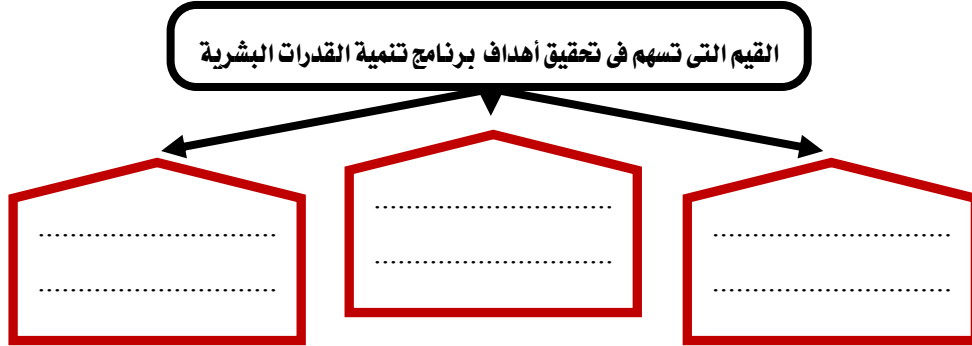 القيم التى تسهم فى تحقيق أهداف برنامج تنمية القدرات البشرية